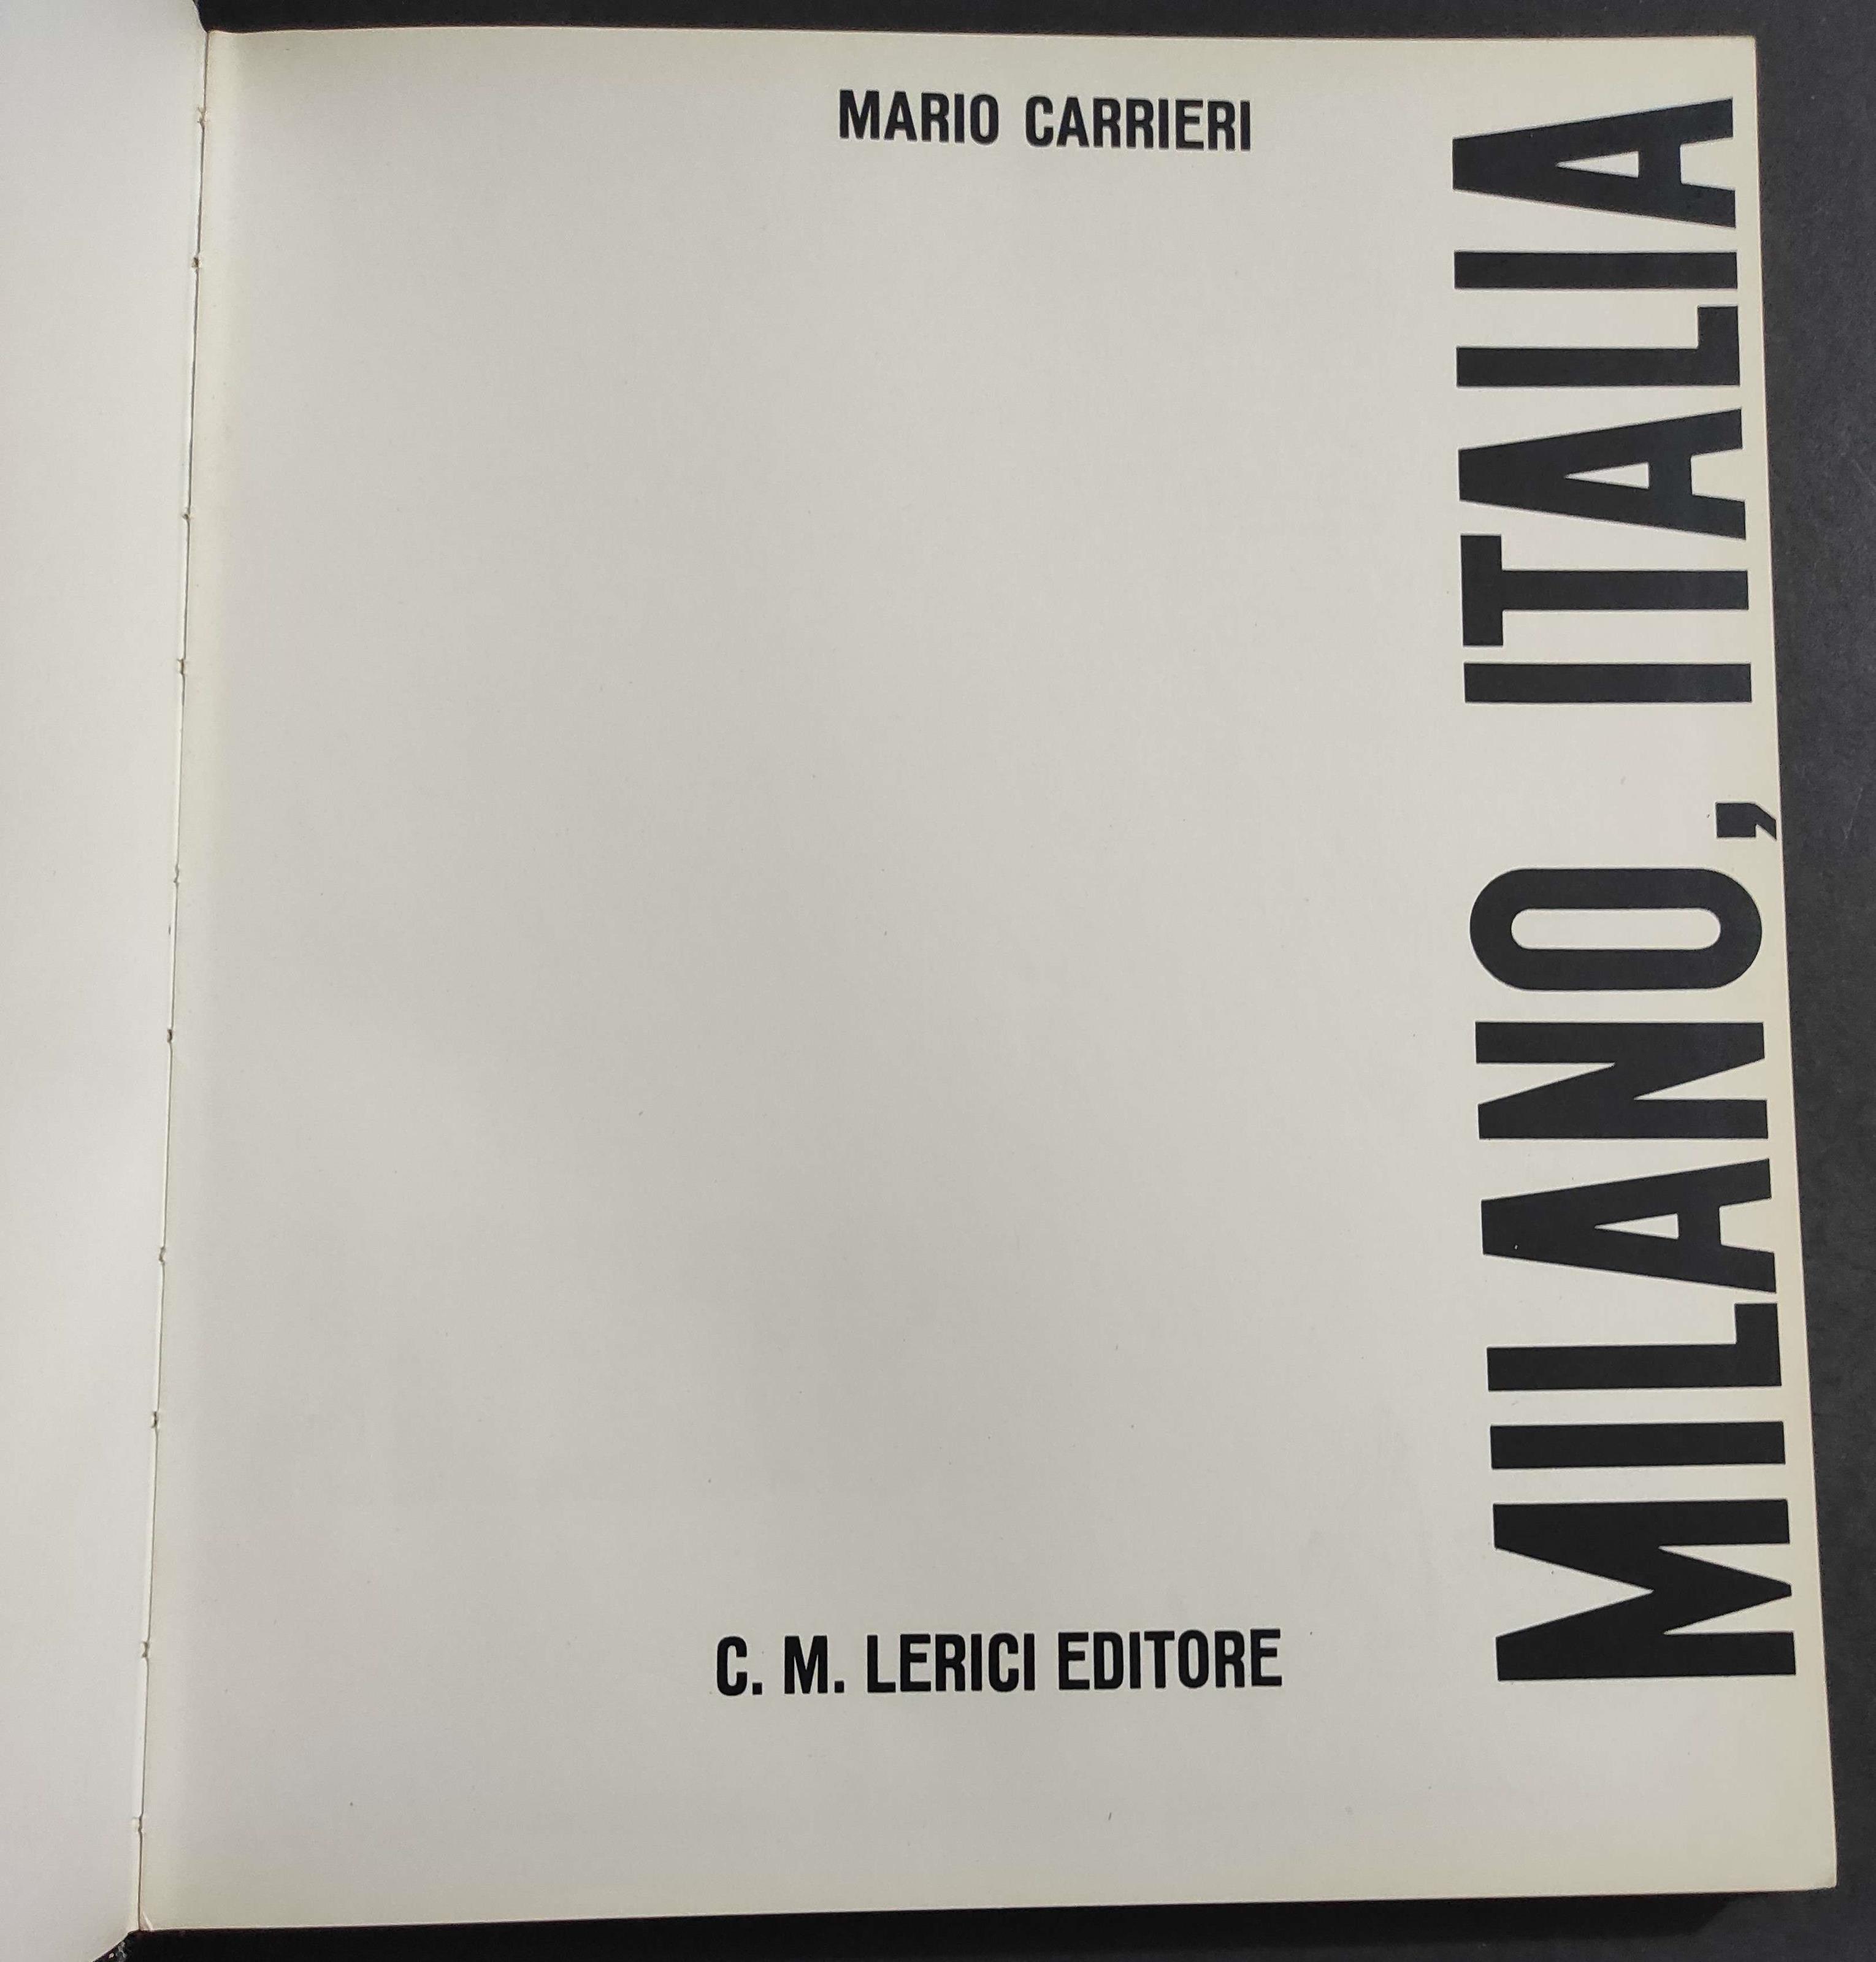 MARIO CARRIERI
MILANO, ITALIA
C. M. LERICI EDITORE